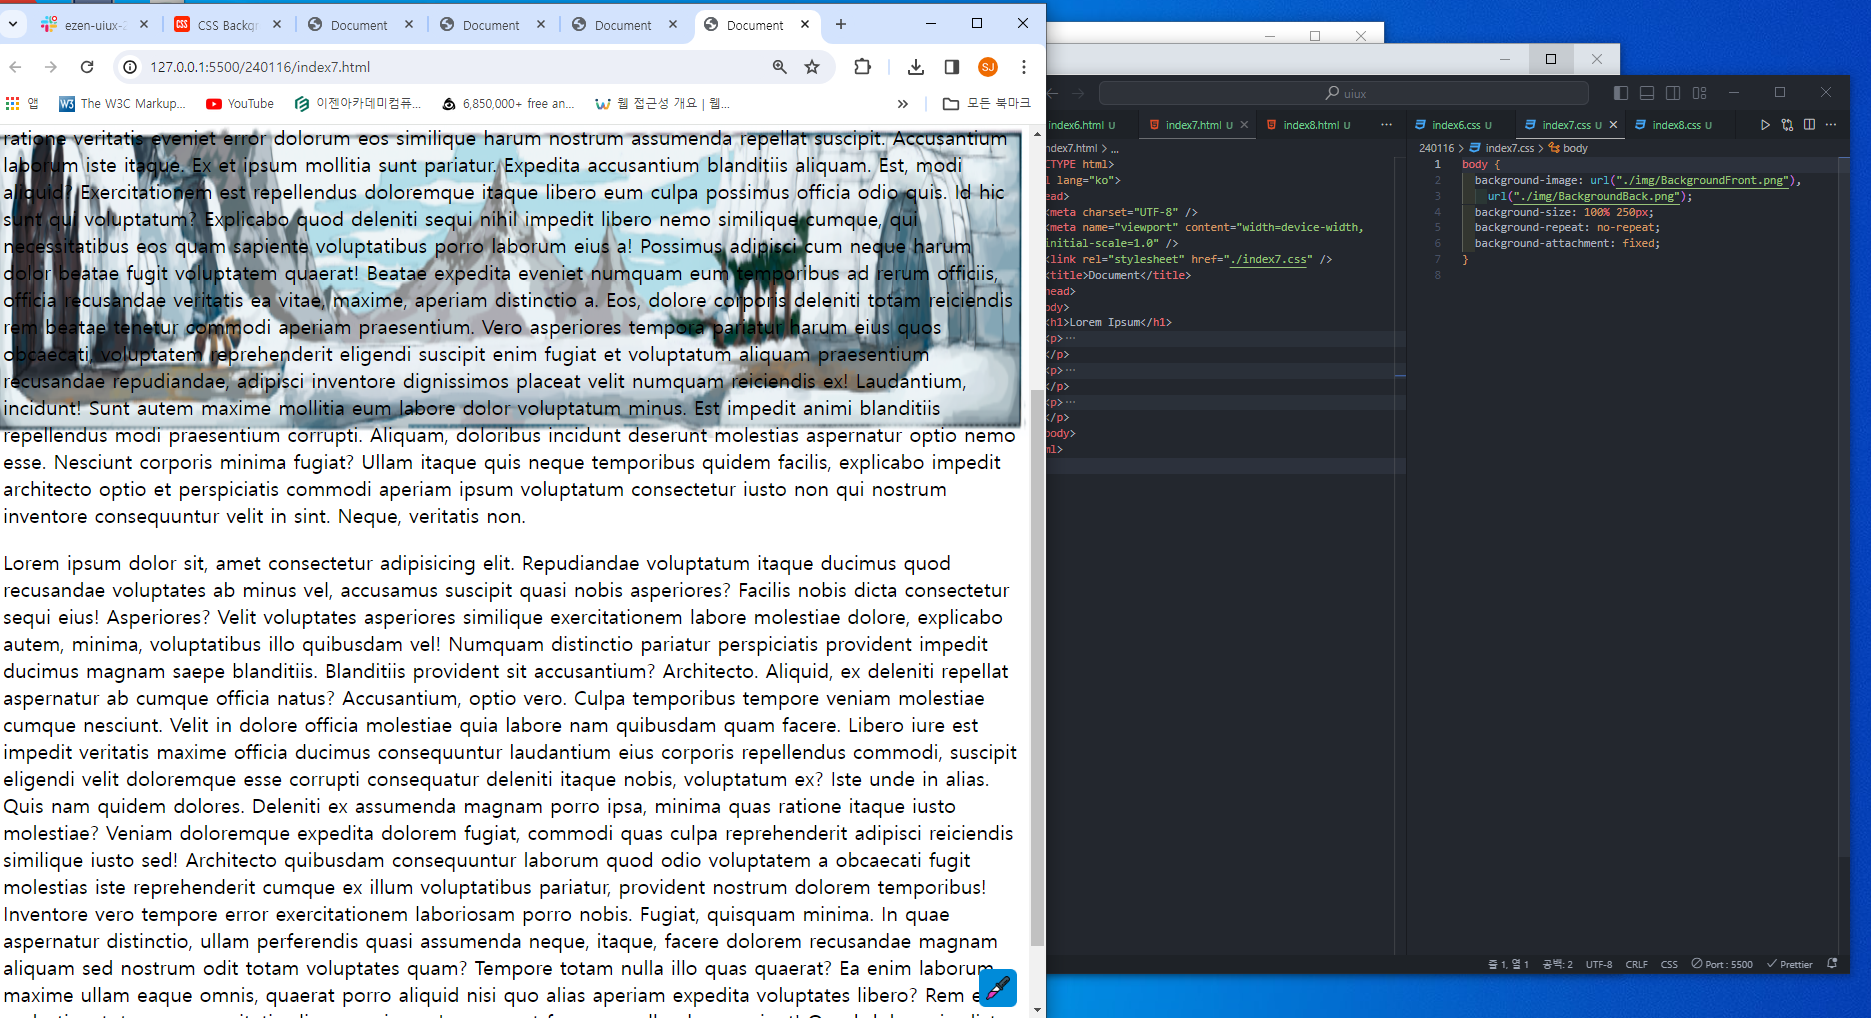 ezen-uiux-2
CSS Backgr
Document
Document
Document
Document
127.0.0.1:5500/240116/index7.html
SJ
앱
The W3C Markup...
YouTube
이젠아카데미컴퓨...
6,850,000+ free an...
웹 접근성 개요 | 웹...
모든 북마크
ratione veritatis eveniet error dolorum eos similique harum nostrum assumenda repellat suscipit. Accusantium
laborum iste itaque. Ex et ipsum mollitia sunt pariatur. Expedita accusantium blanditiis aliquam. Est, modi
aliquid? Exercitationem est repellendus doloremque itaque libero eum culpa possimus officia odio quis. Id hic
sunt qui voluptatum? Explicabo quod deleniti sequi nihil impedit libero nemo similique cumque, qui
necessitatibus eos quam sapiente voluptatibus porro laborum eius a! Possimus adipisci cum neque harum
dolor beatae fugit voluptatem quaerat! Beatae expedita eveniet numquam eum temporibus ad rerum officiis,
officia recusandae veritatis ea vitae, maxime, aperiam distinctio a. Eos, dolore corporis deleniti totam reiciendis
rem beatae tenetur commodi aperiam praesentium. Vero asperiores tempora pariatur harum eius quos
obcaecati, voluptatem reprehenderit eligendi suscipit enim fugiat et voluptatum aliquam praesentium
recusandae repudiandae, adipisci inventore dignissimos placeat velit numquam reiciendis ex! Laudantium,
incidunt! Sunt autem maxime mollitia eum labore dolor voluptatum minus. Est impedit animi blanditiis
repellendus modi praesentium corrupti. Aliquam, doloribus incidunt deserunt molestias aspernatur optio nemo
esse. Nesciunt corporis minima fugiat? Ullam itaque quis neque temporibus quidem facilis, explicabo impedit
architecto optio et perspiciatis commodi aperiam ipsum voluptatum consectetur iusto non qui nostrum
inventore consequuntur velit in sint. Neque, veritatis non.
Lorem ipsum dolor sit, amet consectetur adipisicing elit. Repudiandae voluptatum itaque ducimus quod
recusandae voluptates ab minus vel, accusamus suscipit quasi nobis asperiores? Facilis nobis dicta consectetur
sequi eius! Asperiores? Velit voluptates asperiores similique exercitationem labore molestiae dolore, explicabo
autem, minima, voluptatibus illo quibusdam vel! Numquam distinctio pariatur perspiciatis provident impedit
ducimus magnam saepe blanditiis. Blanditiis provident sit accusantium? Architecto. Aliquid, ex deleniti repellat
aspernatur ab cumque officia natus? Accusantium, optio vero. Culpa temporibus tempore veniam molestiae
cumque nesciunt. Velit in dolore officia molestiae quia labore nam quibusdam quam facere. Libero iure est
impedit veritatis maxime officia ducimus consequuntur laudantium eius corporis repellendus commodi, suscipit
eligendi velit doloremque esse corrupti consequatur deleniti itaque nobis, voluptatum ex? Iste unde in alias.
Quis nam quidem dolores. Deleniti ex assumenda magnam porro ipsa, minima quas ratione itaque iusto
molestiae? Veniam doloremque expedita dolorem fugiat, commodi quas culpa reprehenderit adipisci reiciendis
similique iusto sed! Architecto quibusdam consequuntur laborum quod odio voluptatem a obcaecati fugit
molestias iste reprehenderit cumque ex illum voluptatibus pariatur, provident nostrum dolorem temporibus!
Inventore vero tempore error exercitationem laboriosam porro nobis. Fugiat, quisquam minima. In quae
aspernatur distinctio, ullam perferendis quasi assumenda neque, itaque, facere dolorem recusandae magnam
aliquam sed nostrum odit totam voluptates quam? Tempore totam nulla illo quas quaerat? Ea enim laborum
maxime ullam eaque omnis, quaerat porro aliquid nisi quo alias aperiam expedita voluptates libero? Rem e
uiux
index6.html U
index7.html U
index8.html U
ndex7.html > ...
CTYPE html>
l lang="ko">
ead>
<meta charset="UTF-8" />
<meta name="viewport" content="width=device-width,
initial-scale=1.0" />
<link rel="stylesheet" href="./index7.css" />
<title>Document</title>
head>
ody>
<h1>Lorem Ipsum</h1>
<p>...
</p>
<p>...
</p>
<p>...
</p>
body>
ml>
index6.css U
index7.css U
index8.css U
240116 > index7.css > body
1 body {
2 background-image: url("./img/BackgroundFront.png"),
3 url("./img/BackgroundBack.png");
4 background-size: 100% 250px;
5 background-repeat: no-repeat;
6 background-attachment: fixed;
7 }
8
줄 1, 열 1
공백: 2
UTF-8
CRLF
CSS
Port : 5500
Prettier